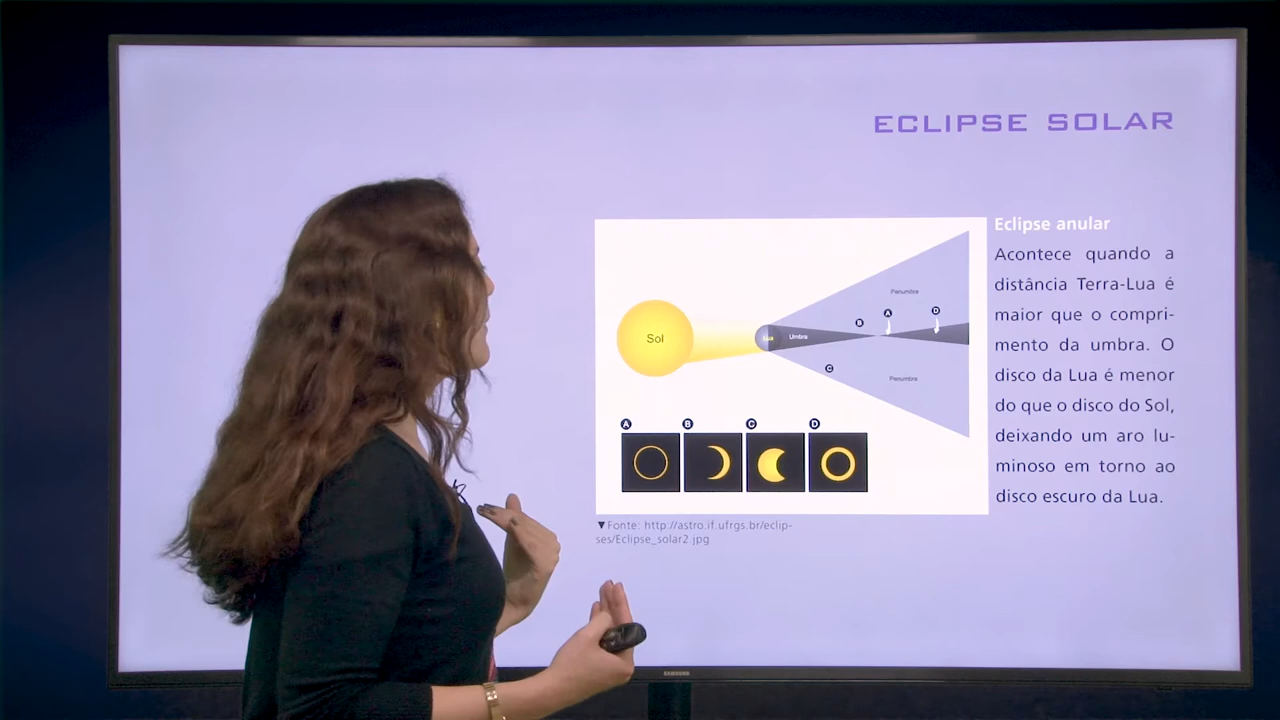 ECLIPSE SOLAR
Eclipse anular
Acontece quando a
distância Terra-Lua é
maior que o compri-
mento da umbra. O
disco da Lua é menor
do que o disco do Sol,
deixando um aro lu-
minoso em torno ao
disco escuro da Lua.
Penumbra
A
D
B
Sol
Lua
Umbra
C
Penumbra
A B C D
▼Fonte: http://astro.if.ufrgs.br/eclip-
ses/Eclipse_solar2.jpg
SAMSUNG